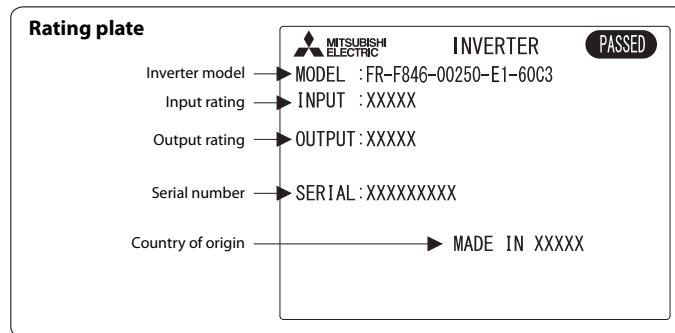 Rating plate
MITSUBISHI
ELECTRIC
INVERTER
PASSED
Inverter model
MODEL :FR-F846-00250-E1-60C3
Input rating
INPUT :XXXXX
Output rating
OUTPUT:XXXXX
Serial number
SERIAL:XXXXXXXXX
Country of origin
MADE IN XXXXX